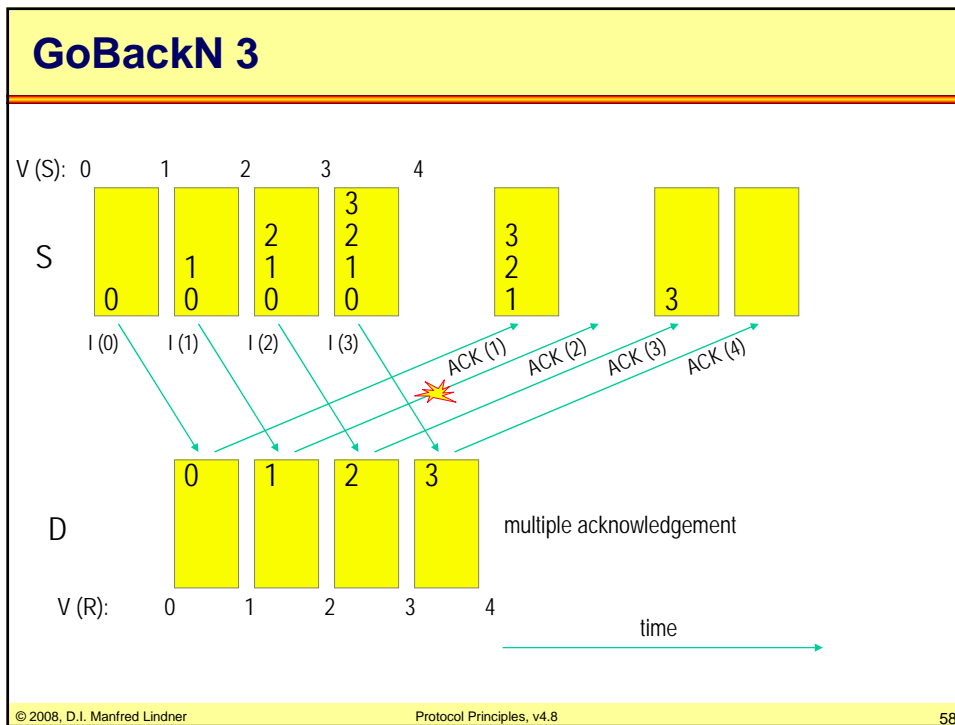 GoBackN 3
V (S): 0 1 2 3 4
S
0
1
0
2
1
0
3
2
1
0
3
2
1
3
I (0) I (1) I (2) I (3) ACK (1) ACK (2) ACK (3) ACK (4)
D
0 1 2 3
multiple acknowledgement
V (R): 0 1 2 3 4
time
© 2008, D.I. Manfred Lindner Protocol Principles, v4.8 58